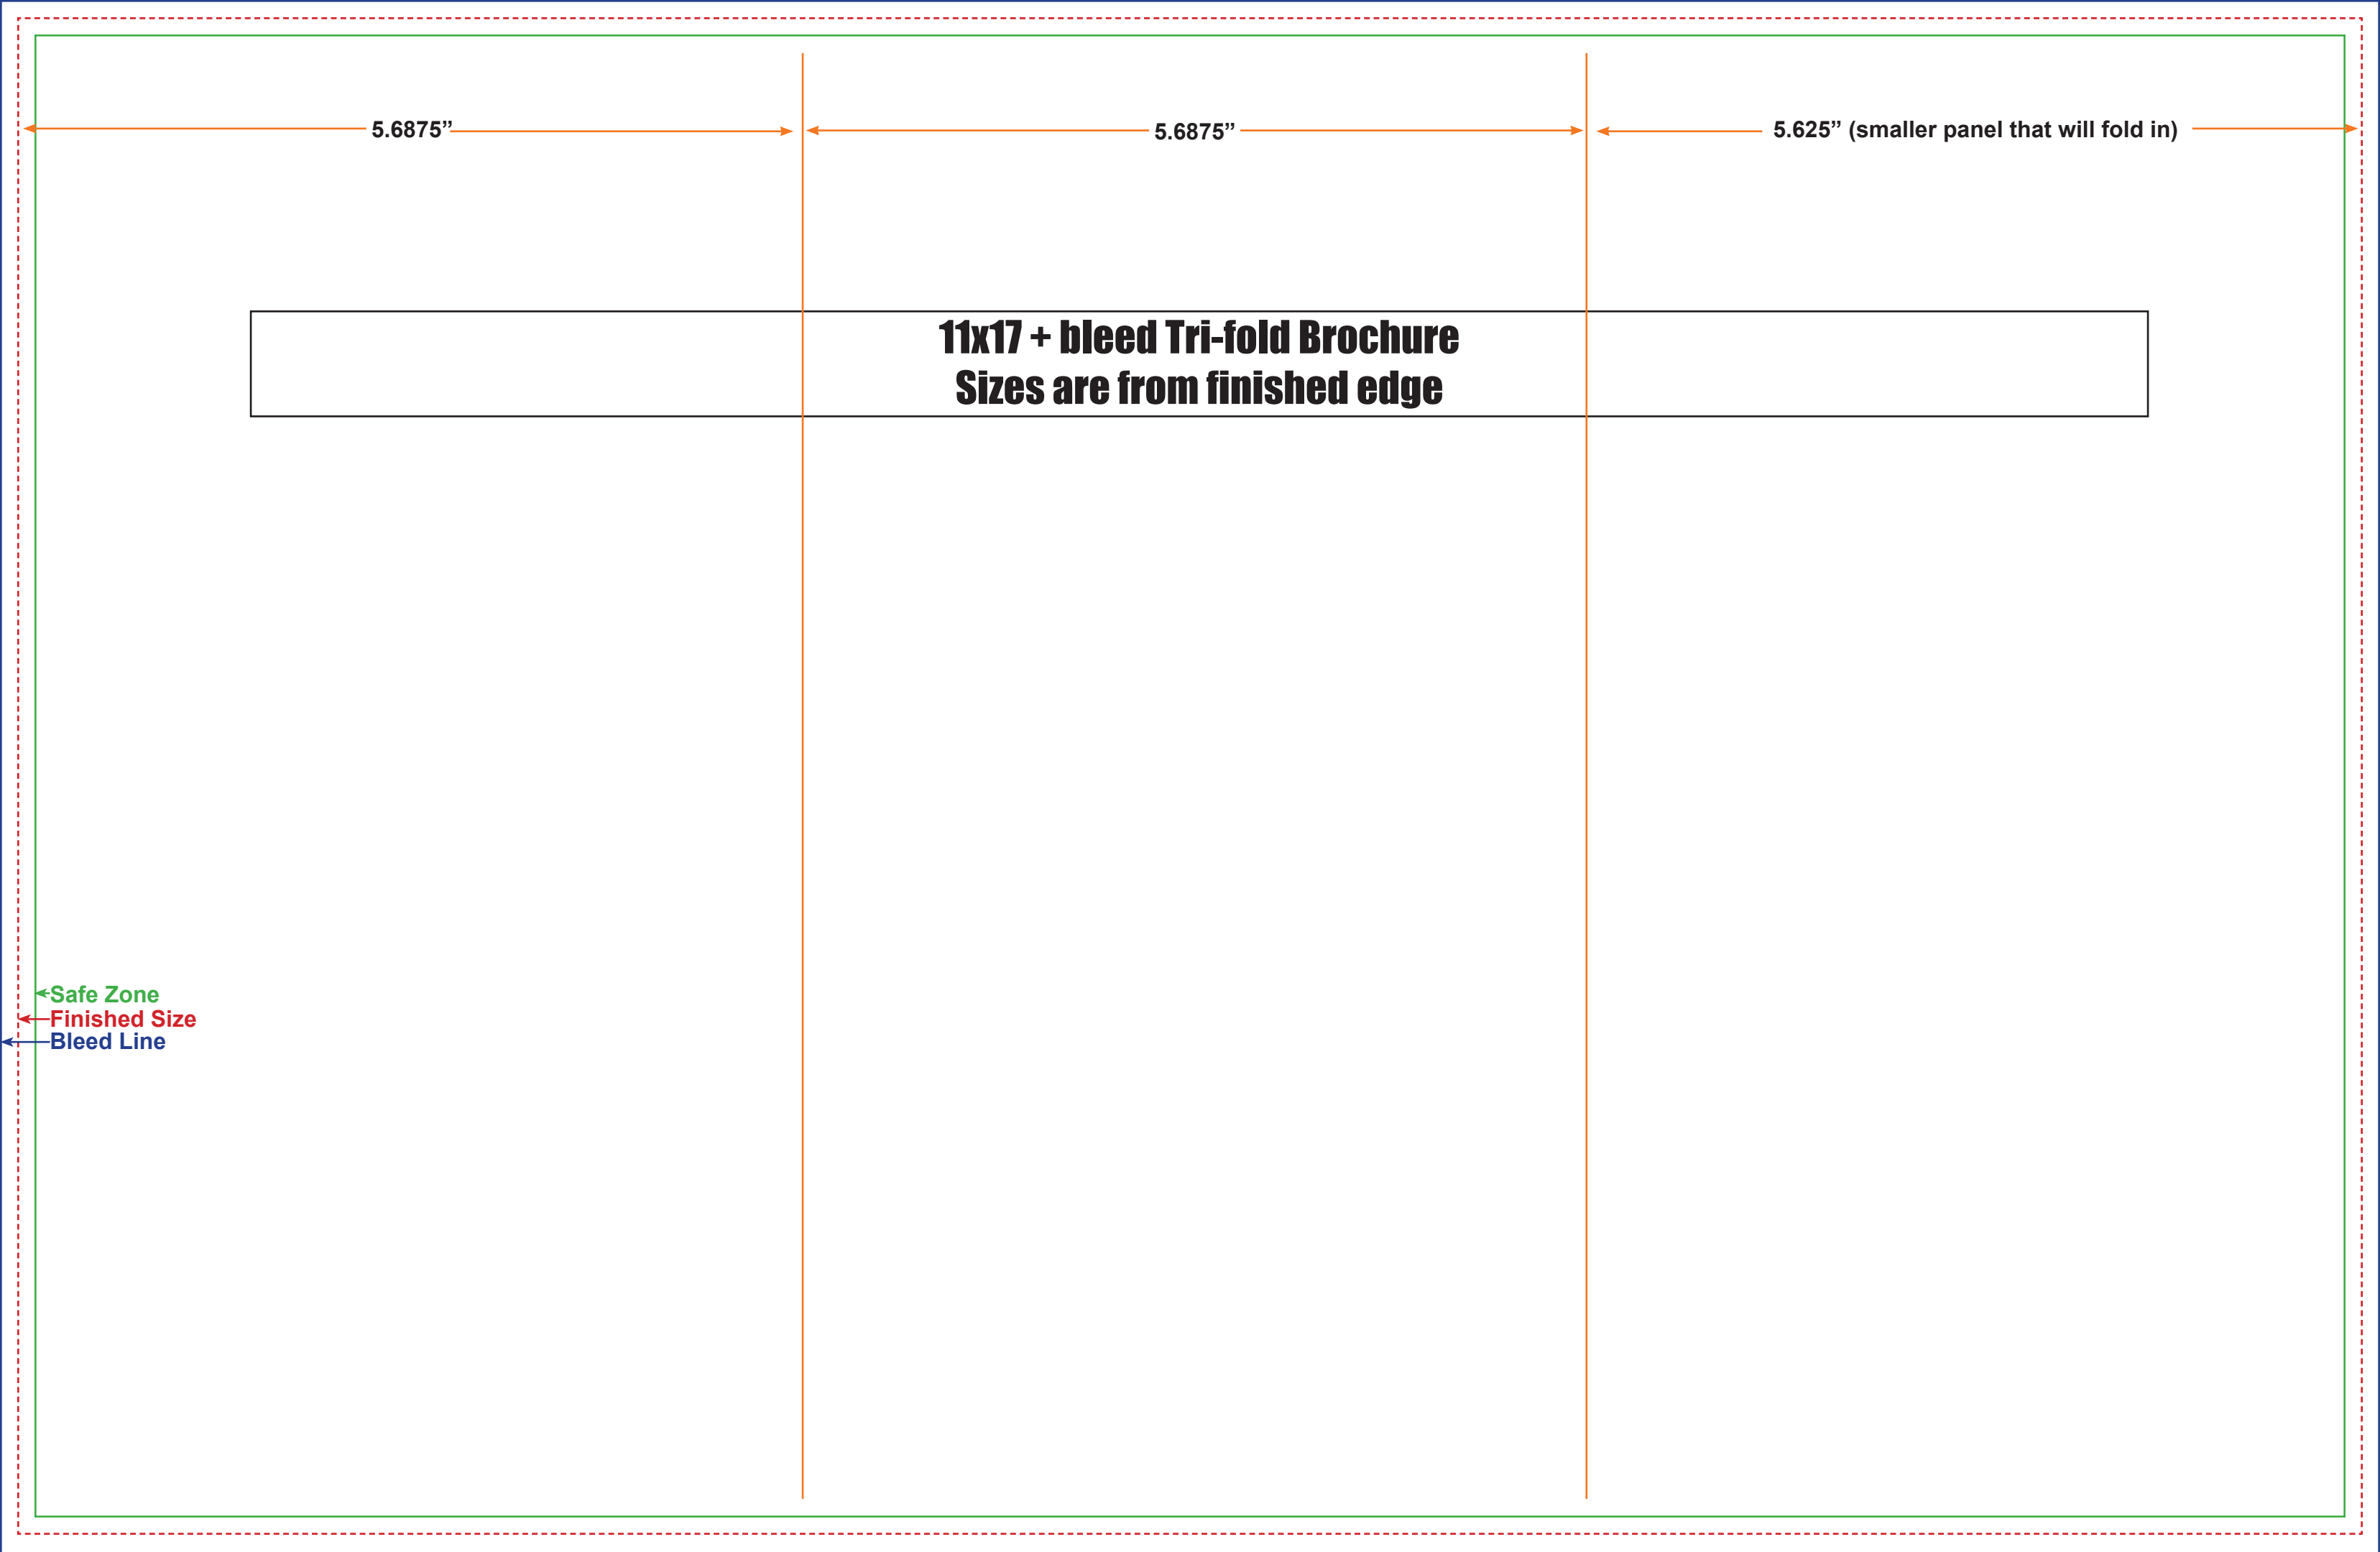 5.6875”
5.6875”
5.625” (smaller panel that will fold in)
11x17 + bleed Tri-fold Brochure
Sizes are from finished edge
Safe Zone
Finished Size
Bleed Line